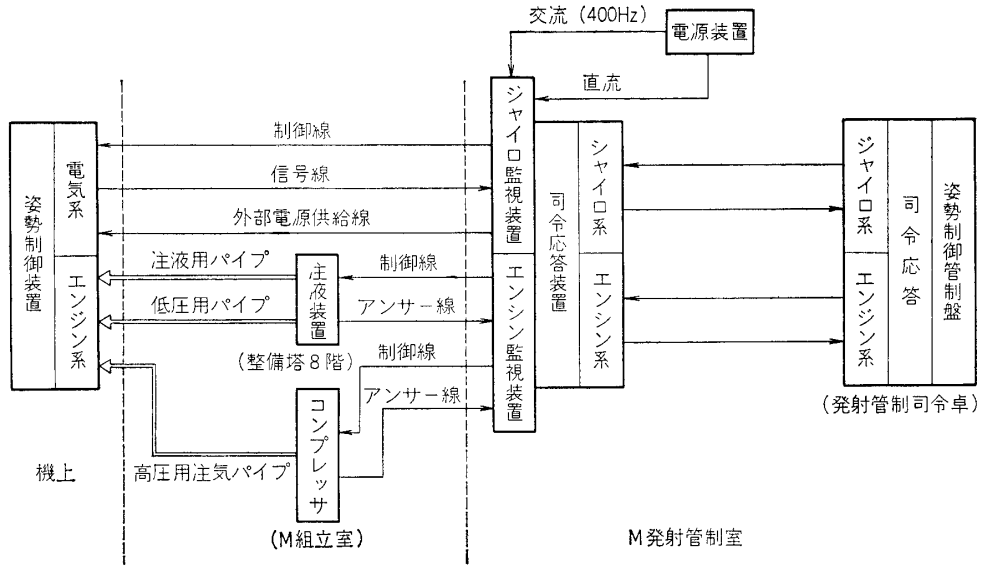 交流（400Hz）
電源装置
直流
制御線
信号線
外部電源供給線
注液用パイプ
低圧用パイプ
制御線
アンサー線
(整備塔8階)
制御線
アンサー線
高圧用注気パイプ
機上
(M組立室)
M発射管制室
(発射管制司令卓)
姿勢制御装置
電気系
エンジン系
注液装置
コンプレッサ
ジャイロ監視装置
エンシン監視装置
司令応答装置
シャイロ系
エンシン系
ジャイロ系
エンジン系
司令応答
姿勢制御管制盤